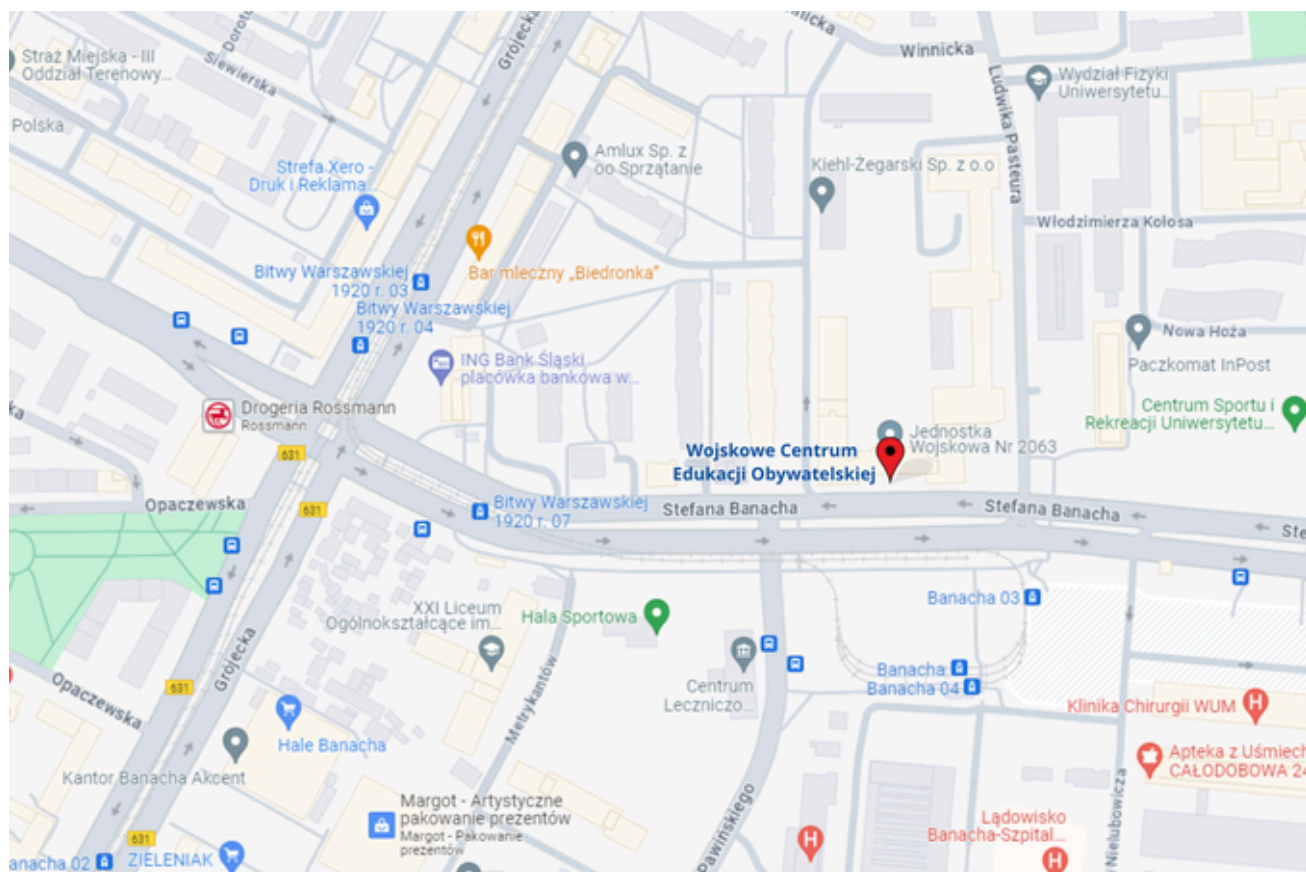 Winnicka
Winnicka
Dorot
Siewierska
Grójecka
Straż Miejska - III
Oddział Terenowy...
Polska
Ludwika Pasteura
Wydział Fizyki
Uniwersytetu...
Amlux Sp. z
oo Sprzątanie
Kiehl-Żegarski Sp. z o.o
Strefa Xero -
Druk i Reklama...
Włodzimierza Kołosa
Bar mleczny „Biedronka"
Bitwy Warszawskiej
1920 r. 03
Bitwy Warszawskiej
1920 r. 04
Nowa Hoża
Paczkomat InPost
ING Bank Śląski
placówka bankowa w...
Drogeria Rossmann
Rossmann
Centrum Sportu i
Rekreacji Uniwersytetu...
Jednostka
Wojskowa Nr 2063
Wojskowe Centrum
Edukacji Obywatelskiej
ska
631
Opaczewska
631
Bitwy Warszawskiej
1920 r. 07
Stefana Banacha
Stefana Banacha
Ste
XXI Liceum
Ogólnokształcące im...
Hala Sportowa
Banacha 03
Banacha
Banacha 04
Centrum
Leczniczo...
Grójecka
Opaczewska
631
Metrykantów
Klinika Chirurgii WUM
Hale Banacha
Kantor Banacha Akcent
Apteka z Uśmiech
CAŁODOBOWA 24
Margot - Artystyczne
pakowanie prezentów
Margot - Pakowanie
prezentów
Pawińskiego
Nielubowicza
Lądowisko
Banacha-Szpital...
631
anacha 02
ZIELENIAK